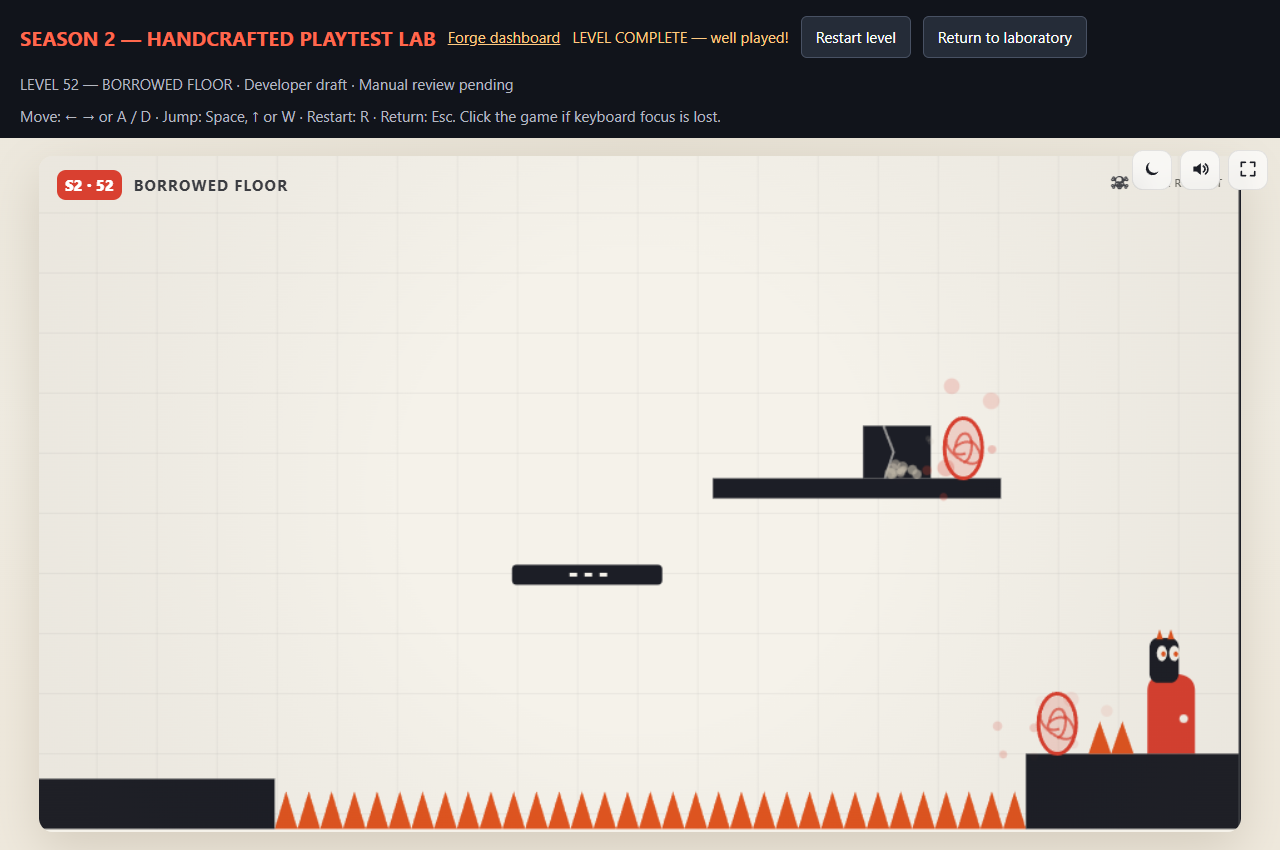 SEASON 2 — HANDCRAFTED PLAYTEST LAB Forge dashboard LEVEL COMPLETE — well played! Restart level Return to laboratory
LEVEL 52 — BORROWED FLOOR · Developer draft · Manual review pending
Move: ← → or A / D · Jump: Space, ↑ or W · Restart: R · Return: Esc. Click the game if keyboard focus is lost.
S2 · 52 BORROWED FLOOR